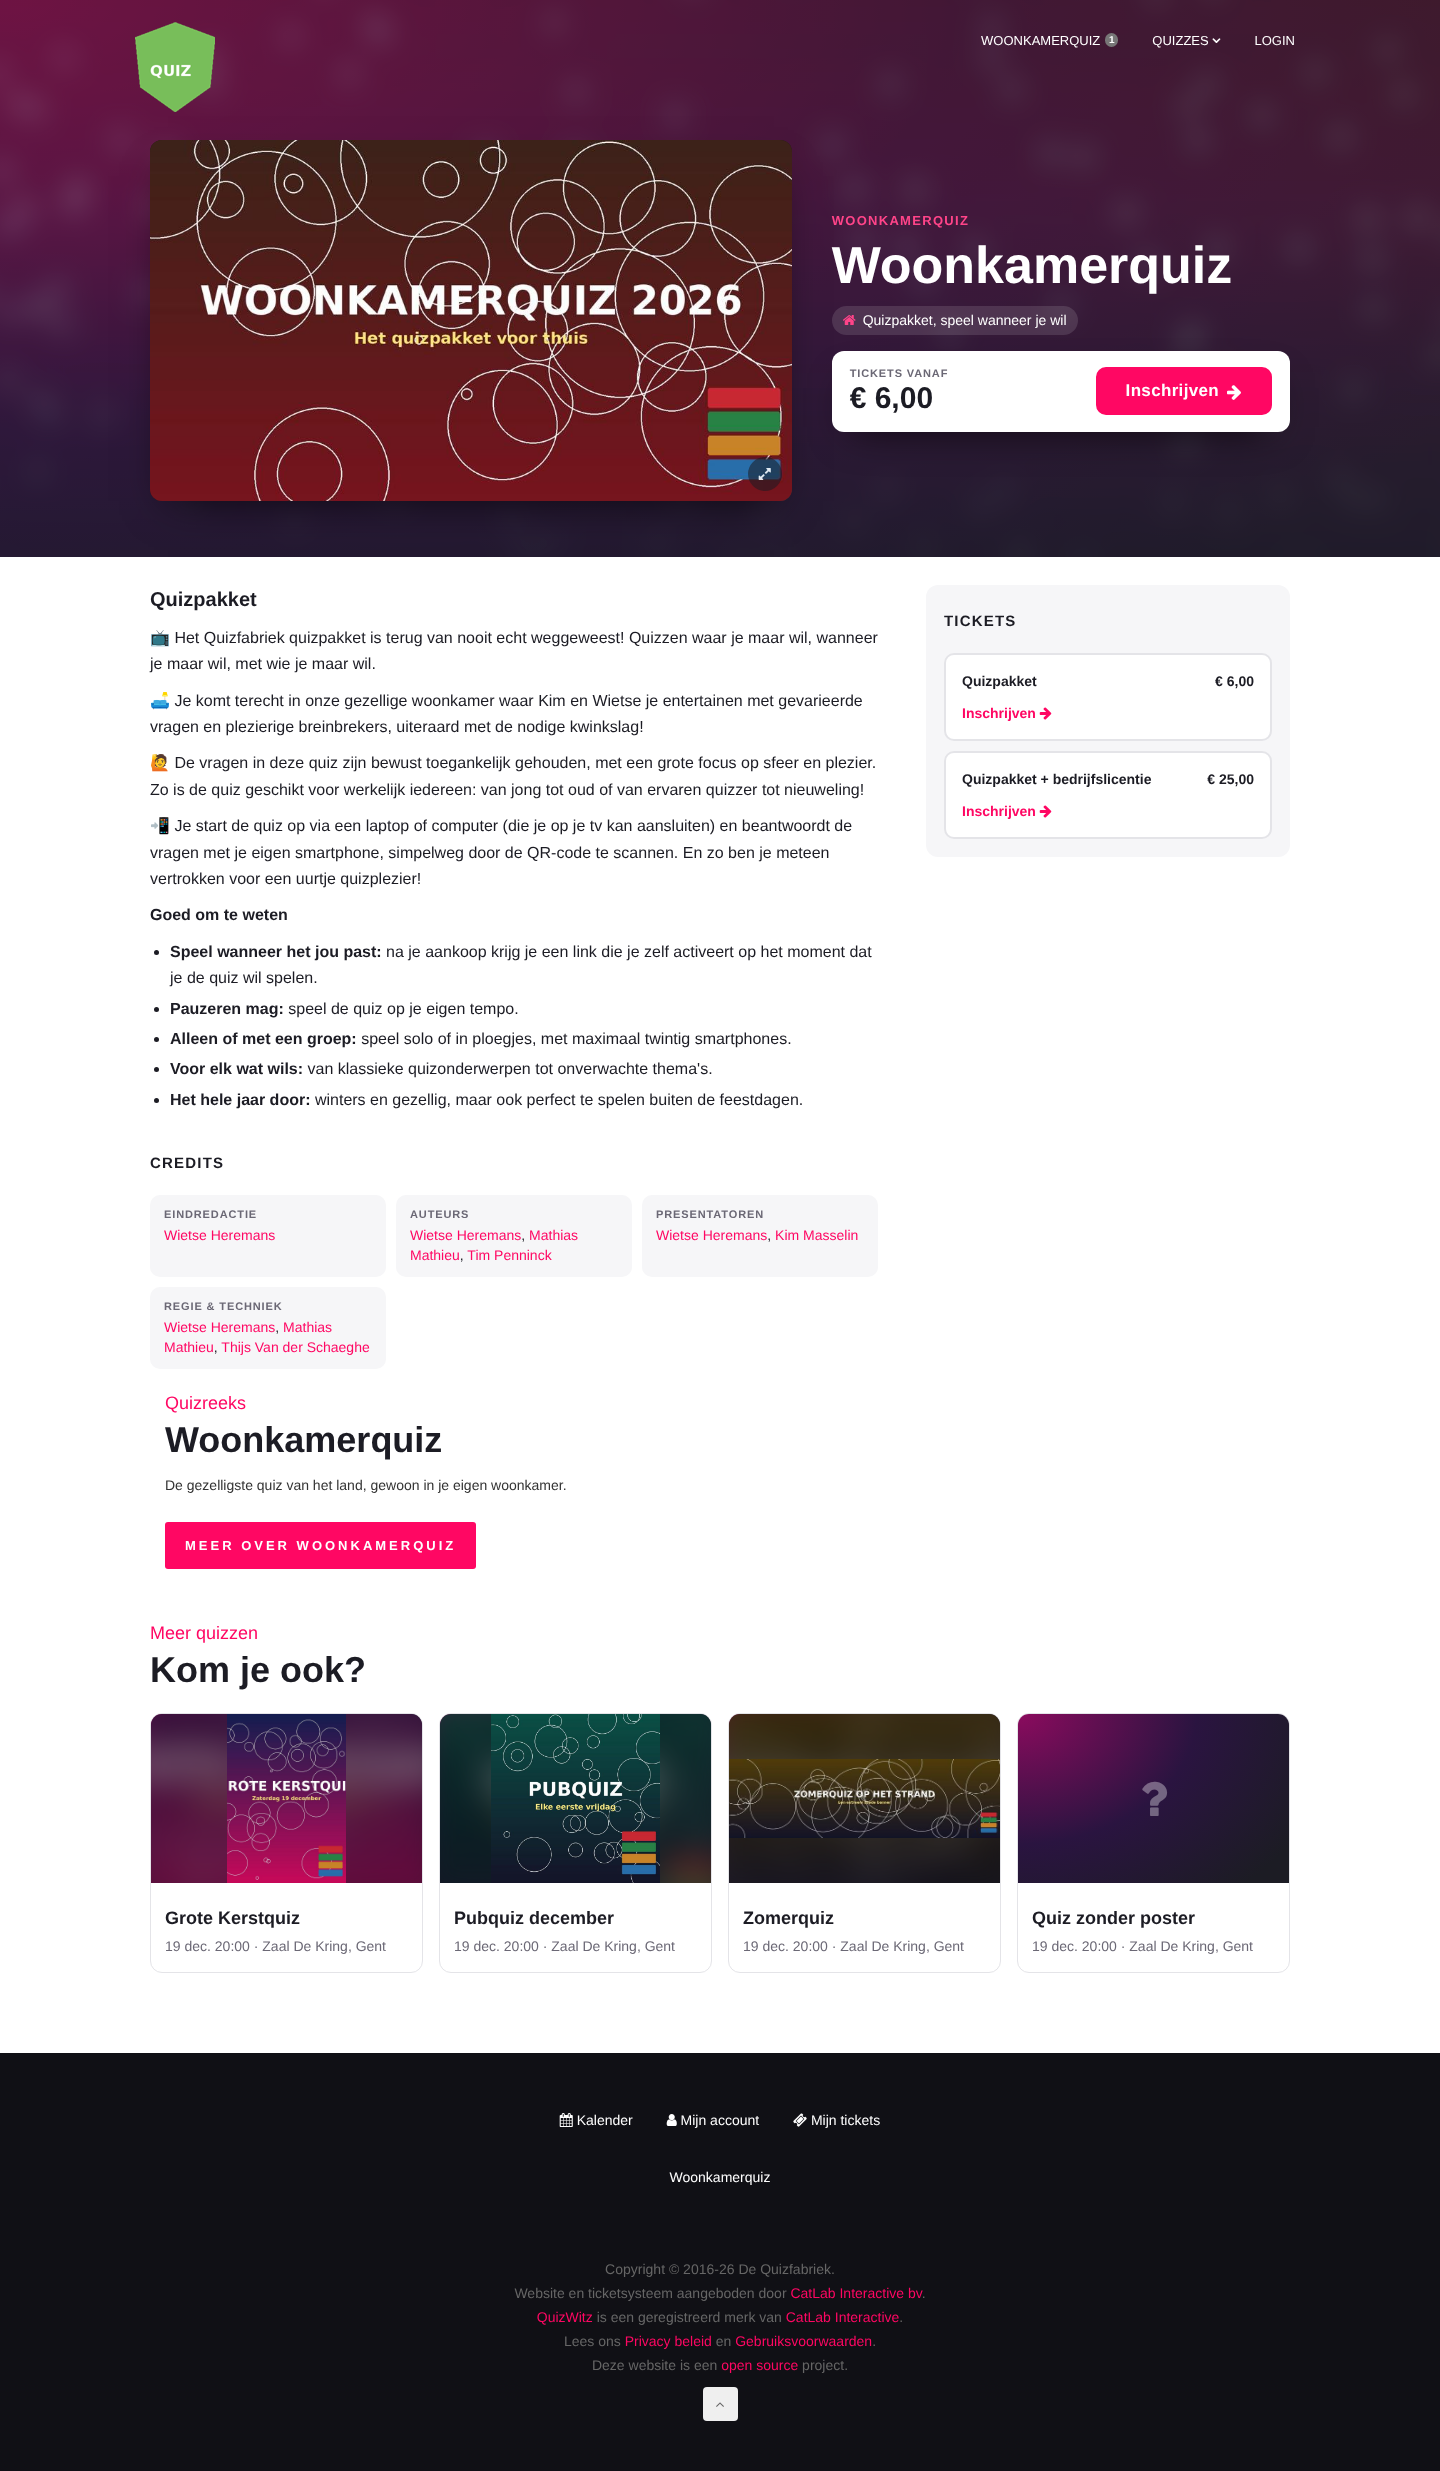 QUIZ
WOONKAMERQUIZ 1
QUIZZES
LOGIN
WOONKAMERQUIZ 2026
Het quizpakket voor thuis
WOONKAMERQUIZ
Woonkamerquiz
Quizpakket, speel wanneer je wil
TICKETS VANAF
€ 6,00
Inschrijven
Quizpakket
📺 Het Quizfabriek quizpakket is terug van nooit echt weggeweest! Quizzen waar je maar wil, wanneer
je maar wil, met wie je maar wil.
🛋️ Je komt terecht in onze gezellige woonkamer waar Kim en Wietse je entertainen met gevarieerde
vragen en plezierige breinbrekers, uiteraard met de nodige kwinkslag!
🙋 De vragen in deze quiz zijn bewust toegankelijk gehouden, met een grote focus op sfeer en plezier.
Zo is de quiz geschikt voor werkelijk iedereen: van jong tot oud of van ervaren quizzer tot nieuweling!
📲 Je start de quiz op via een laptop of computer (die je op je tv kan aansluiten) en beantwoordt de
vragen met je eigen smartphone, simpelweg door de QR-code te scannen. En zo ben je meteen
vertrokken voor een uurtje quizplezier!
Goed om te weten
• Speel wanneer het jou past: na je aankoop krijg je een link die je zelf activeert op het moment dat
je de quiz wil spelen.
• Pauzeren mag: speel de quiz op je eigen tempo.
• Alleen of met een groep: speel solo of in ploegjes, met maximaal twintig smartphones.
• Voor elk wat wils: van klassieke quizonderwerpen tot onverwachte thema's.
• Het hele jaar door: winters en gezellig, maar ook perfect te spelen buiten de feestdagen.
TICKETS
Quizpakket € 6,00
Inschrijven
Quizpakket + bedrijfslicentie € 25,00
Inschrijven
CREDITS
EINDREDACTIE
Wietse Heremans
AUTEURS
Wietse Heremans, Mathias
Mathieu, Tim Penninck
PRESENTATOREN
Wietse Heremans, Kim Masselin
REGIE & TECHNIEK
Wietse Heremans, Mathias
Mathieu, Thijs Van der Schaeghe
Quizreeks
Woonkamerquiz
De gezelligste quiz van het land, gewoon in je eigen woonkamer.
MEER OVER WOONKAMERQUIZ
Meer quizzen
Kom je ook?
ROTE KERSTQUI
Zaterdag 19 december
Grote Kerstquiz
19 dec. 20:00 · Zaal De Kring, Gent
PUBQUIZ
Elke eerste vrijdag
Pubquiz december
19 dec. 20:00 · Zaal De Kring, Gent
ZOMERQUIZ OP HET STRAND
Zomerquiz
19 dec. 20:00 · Zaal De Kring, Gent
?
Quiz zonder poster
19 dec. 20:00 · Zaal De Kring, Gent
Kalender
Mijn account
Mijn tickets
Woonkamerquiz
Copyright © 2016-26 De Quizfabriek.
Website en ticketsysteem aangeboden door CatLab Interactive bv.
QuizWitz is een geregistreerd merk van CatLab Interactive.
Lees ons Privacy beleid en Gebruiksvoorwaarden.
Deze website is een open source project.